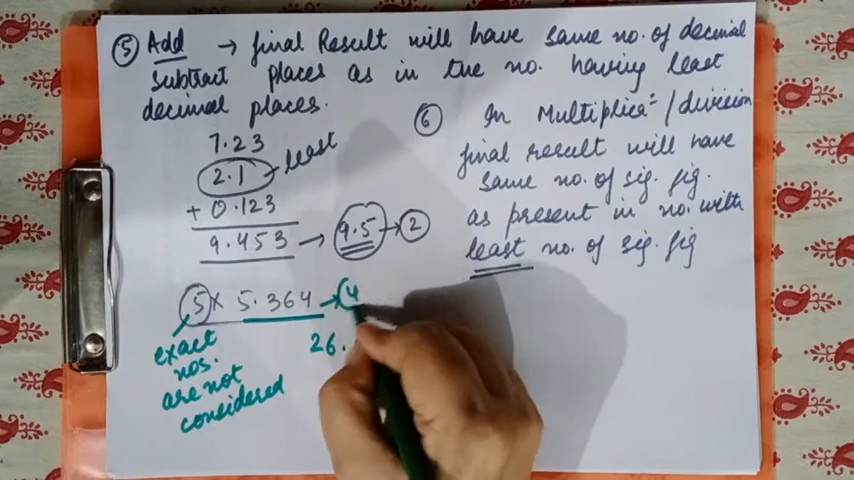 ⑤ Add → final Result will have same no. of decimal
subtract places as in the no. having least
decimal places.
7.23
2.1 - least
+ 0.123
9.453 → 9.5 → 2
5 x 5.364 → 4
26.
exact
nos.
are not
considered
⑥ In Multiplicaⁿ / division
final result will have
same no. of sig. fig.
as present in no. with
least no. of sig. fig